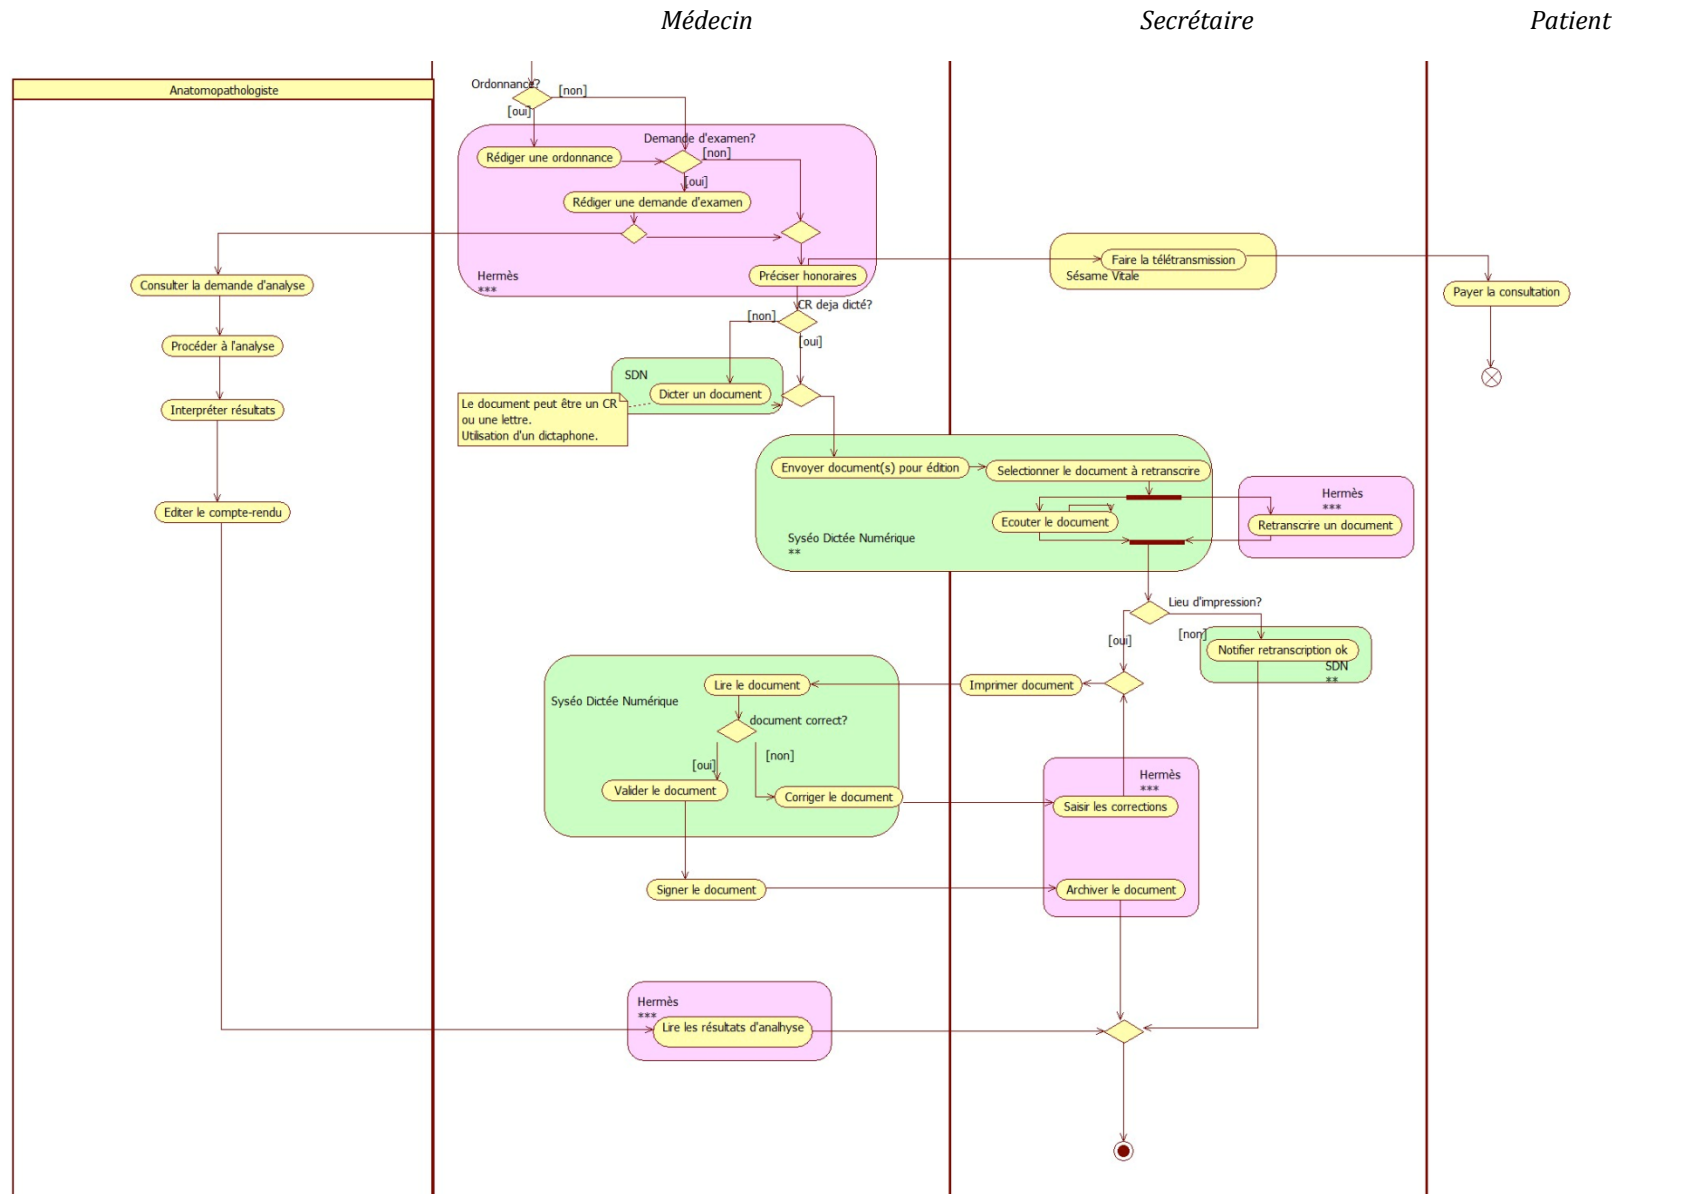 Médecin
Secrétaire
Patient
Anatomopathologiste
Ordonnance?
[non]
[oui]
Demande d'examen?
[non]
Rédiger une ordonnance
[oui]
Rédiger une demande d'examen
Hermès
***
Préciser honoraires
Faire la télétransmission
Sésame Vitale
Consulter la demande d'analyse
Payer la consultation
CR deja dicté?
[non]
[oui]
Procéder à l'analyse
SDN
Dicter un document
Le document peut être un CR
ou une lettre.
Utilisation d'un dictaphone.
Interpréter résultats
Envoyer document(s) pour édition
Selectionner le document à retranscrire
Hermès
***
Editer le compte-rendu
Ecouter le document
Retranscrire un document
Syséo Dictée Numérique
**
Lieu d'impression?
[oui]
[non]
Notifier retranscription ok
SDN
**
Lire le document
Imprimer document
Syséo Dictée Numérique
document correct?
[non]
[oui]
Hermès
***
Valider le document
Corriger le document
Saisir les corrections
Signer le document
Archiver le document
Hermès
***
Lire les résultats d'analhyse